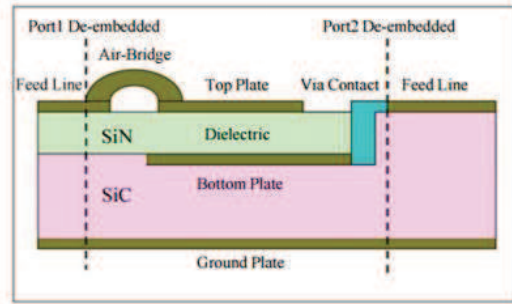 Port1 De-embedded
Port2 De-embedded
Air-Bridge
Feed Line
Top Plate
Via Contact
Feed Line
SiN
Dielectric
SiC
Bottom Plate
Ground Plate